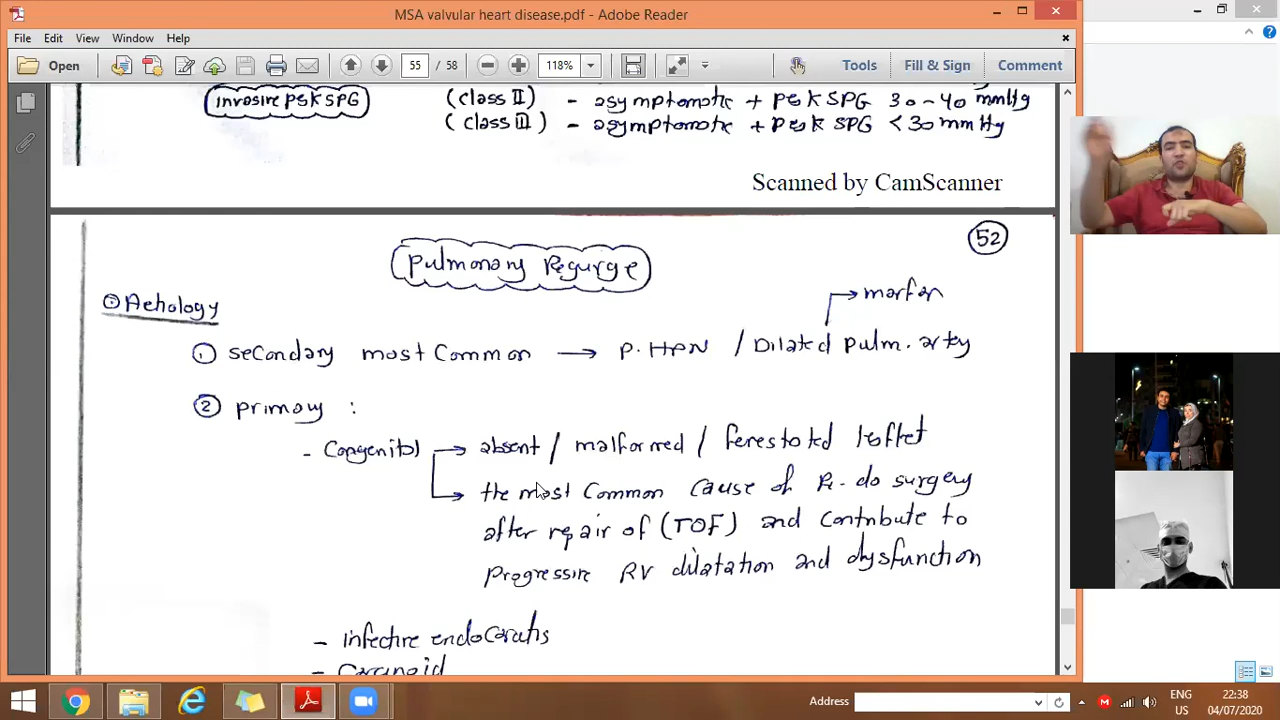 MSA valvular heart disease.pdf - Adobe Reader
File Edit View Window Help
Open 55 / 58 118% Tools Fill & Sign Comment
invasive peak SPG (class II) - asymptomatic + peak SPG 30-40 mmHg
(class III) - asymptomatic + peak SPG < 30 mmHg
Scanned by CamScanner
52
Pulmonary Regurge
Aetiology
marfan
1 secondary most Common → P. HPN / Dilated pulm. arty
2 primary :
- Congenital → absent / malformed / ferestated leaflet
→ the most Common cause of Re-do surgery
after repair of (TOF) and contribute to
progressive RV dilatation and dysfunction
- infective endocarditis
- Carcinoid
Address
ENG
US
22:38
04/07/2020